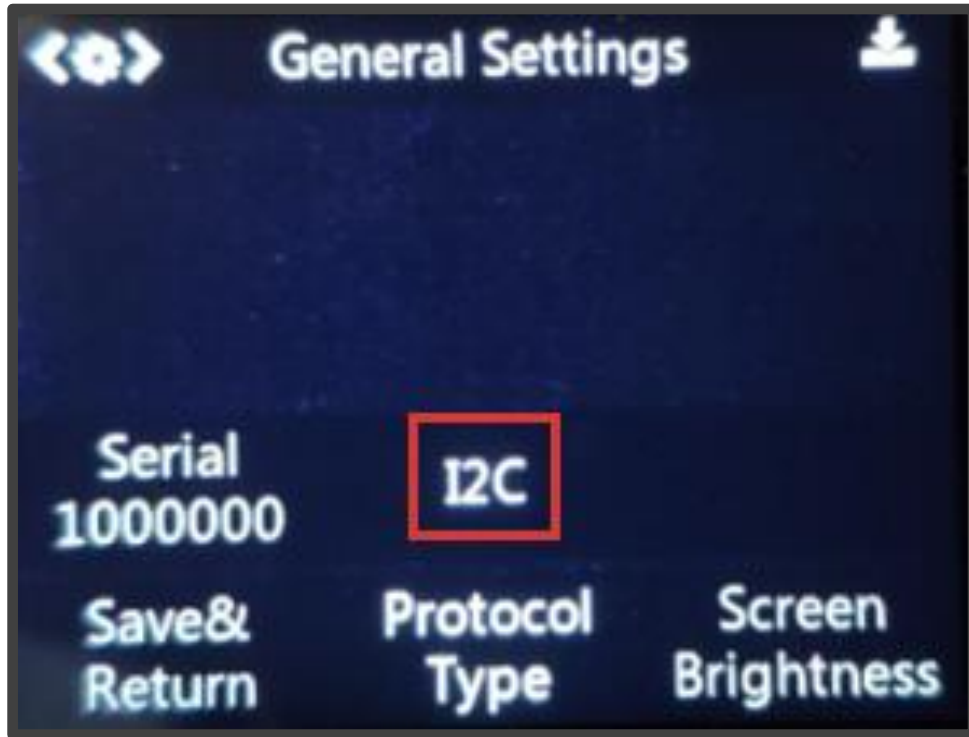 General Settings
Serial
1000000
I2C
Save&
Return
Protocol
Type
Screen
Brightness